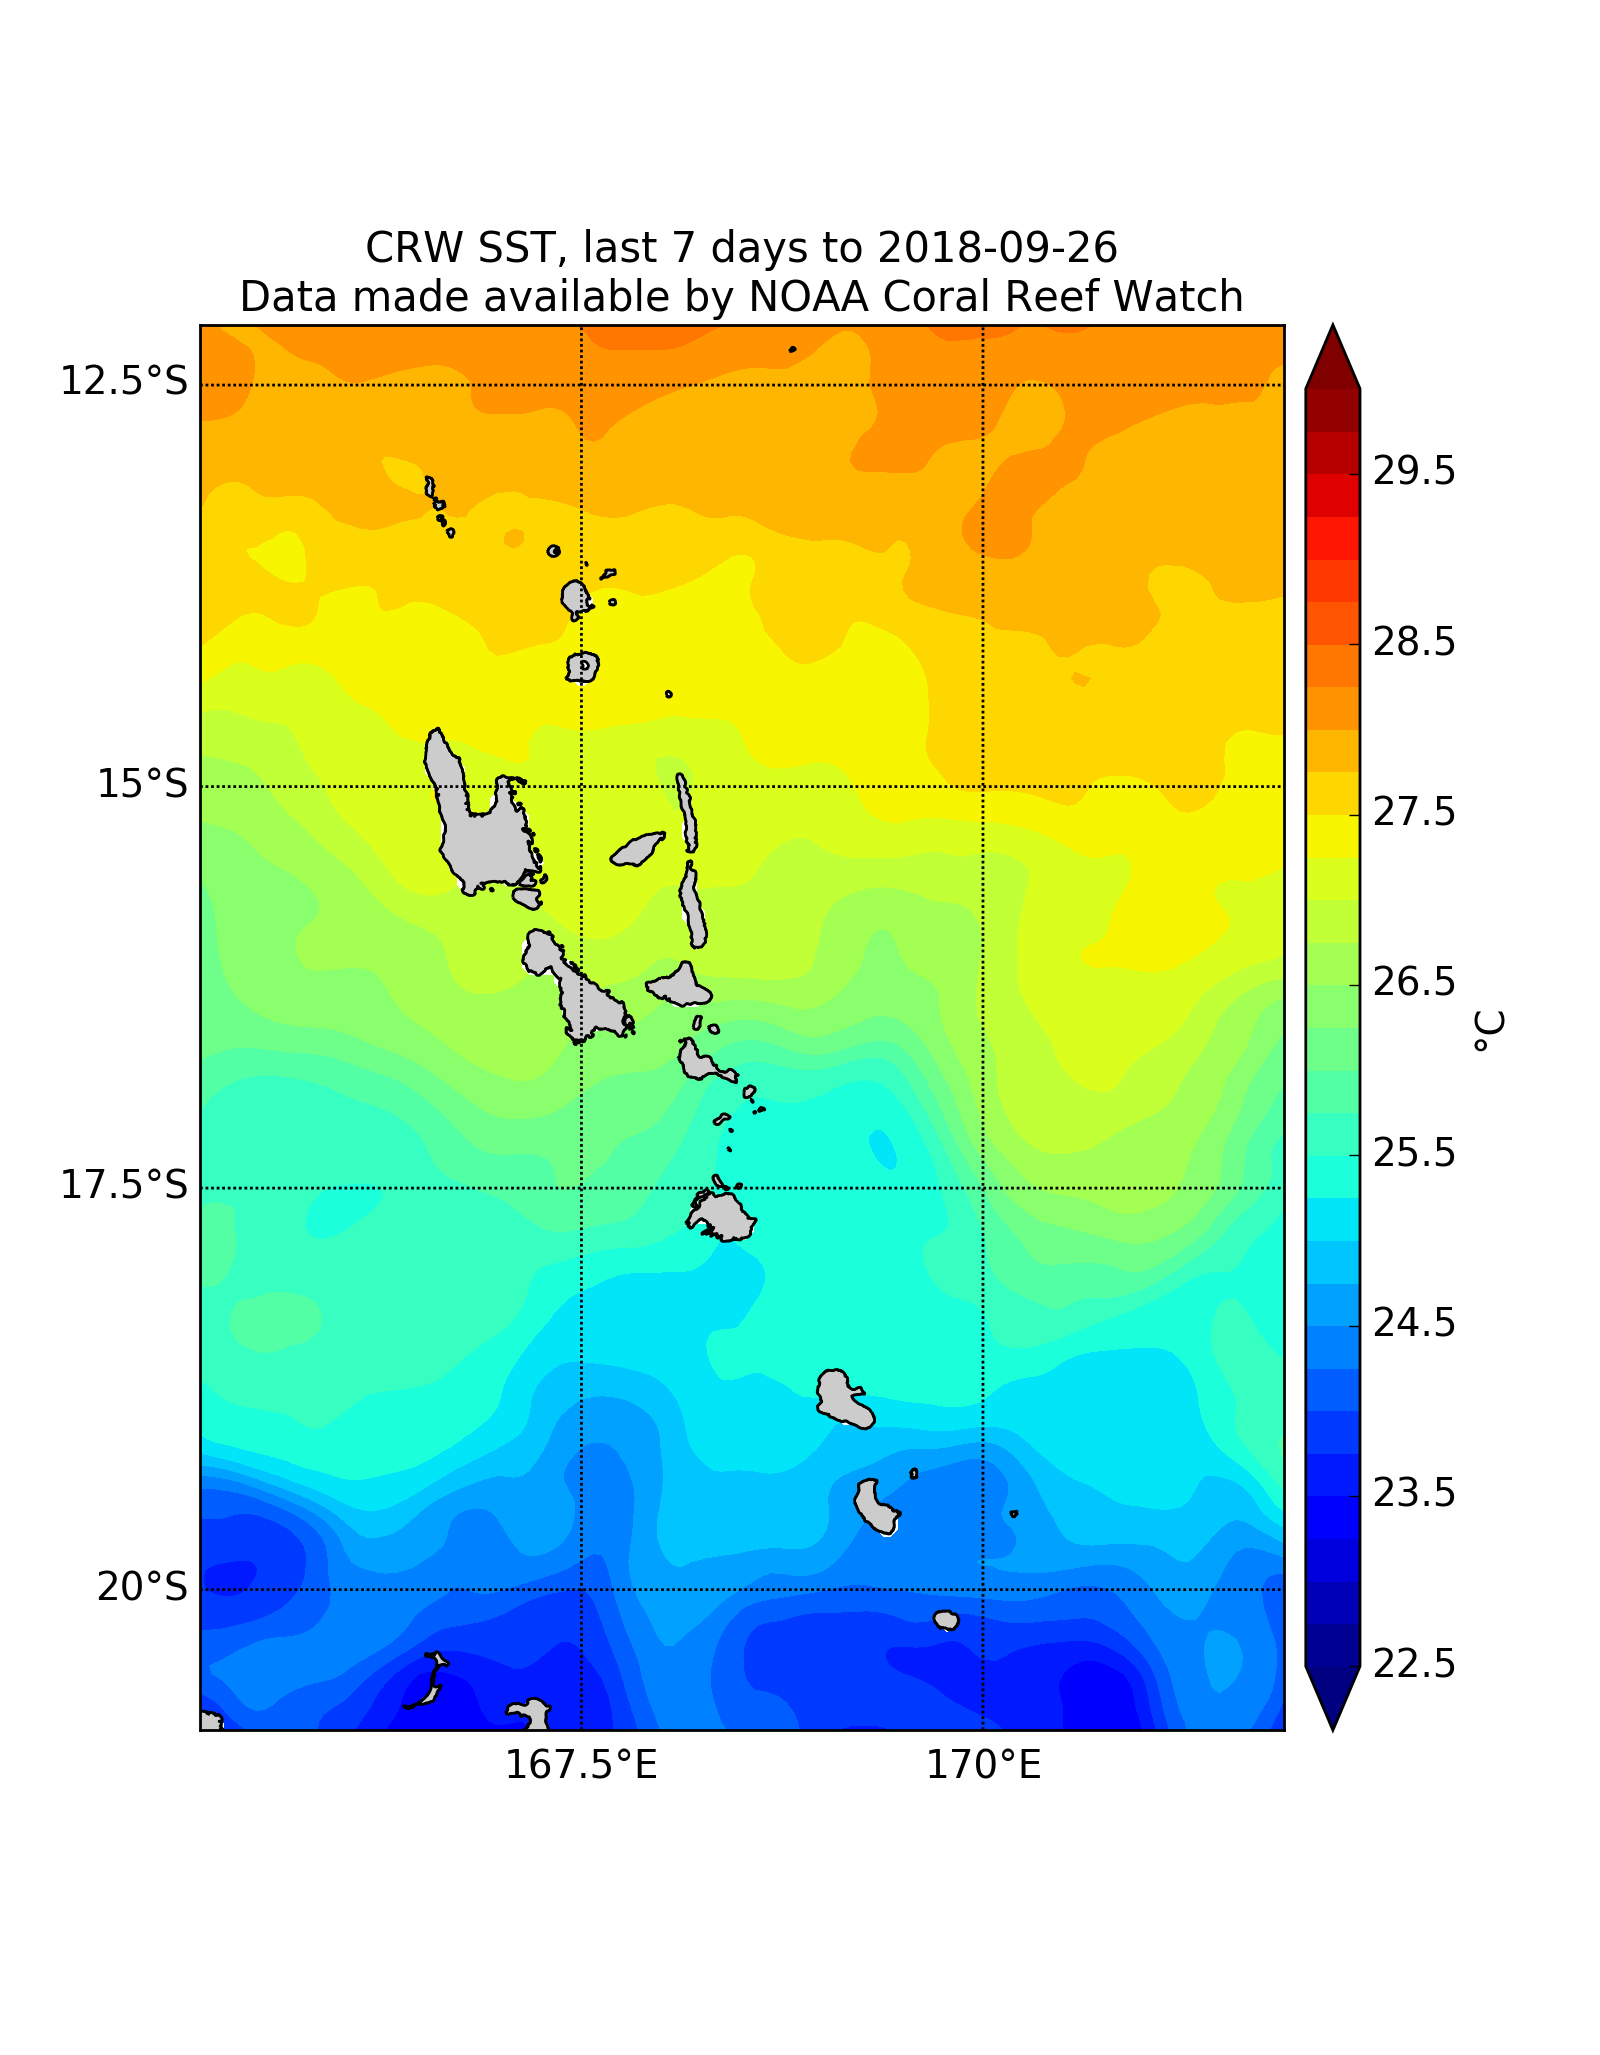 CRW SST, last 7 days to 2018-09-26
Data made available by NOAA Coral Reef Watch
12.5°S
15°S
17.5°S
20°S
167.5°E
170°E
29.5
28.5
27.5
26.5
25.5
24.5
23.5
22.5
°C